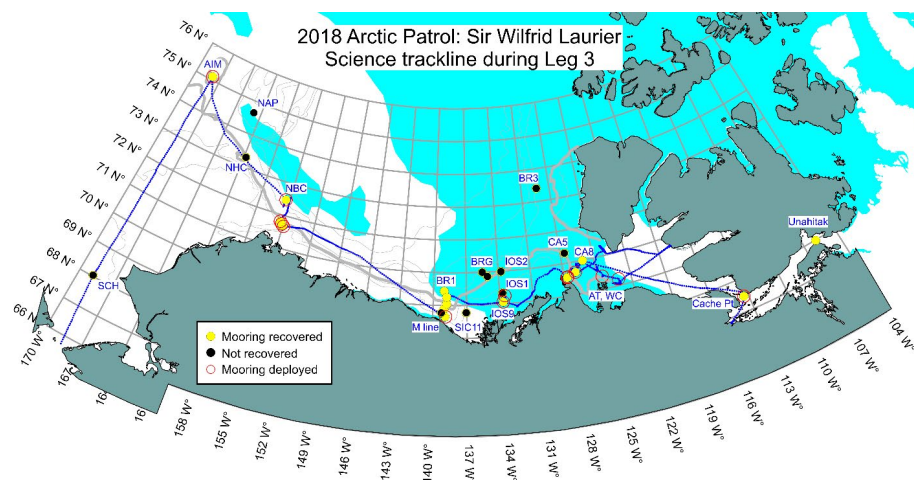 2018 Arctic Patrol: Sir Wilfrid Laurier
Science trackline during Leg 3
76 N°
75 N°
74 N°
73 N°
72 N°
71 N°
70 N°
69 N°
68 N°
67 N°
66 N°
AIM
NAP
NHC
NBC
SCH
BR3
BRG
IOS2
CA5
CA8
BR1
IOS1
IOS9
M line
SIC11
AT, WC
Unahitak
Cache Pt.
Mooring recovered
Not recovered
Mooring deployed
170 W°
167
16
16
158 W°
155 W°
152 W°
149 W°
146 W°
143 W°
140 W°
137 W°
134 W°
131 W°
128 W°
125 W°
122 W°
119 W°
116 W°
113 W°
110 W°
107 W°
104 W°